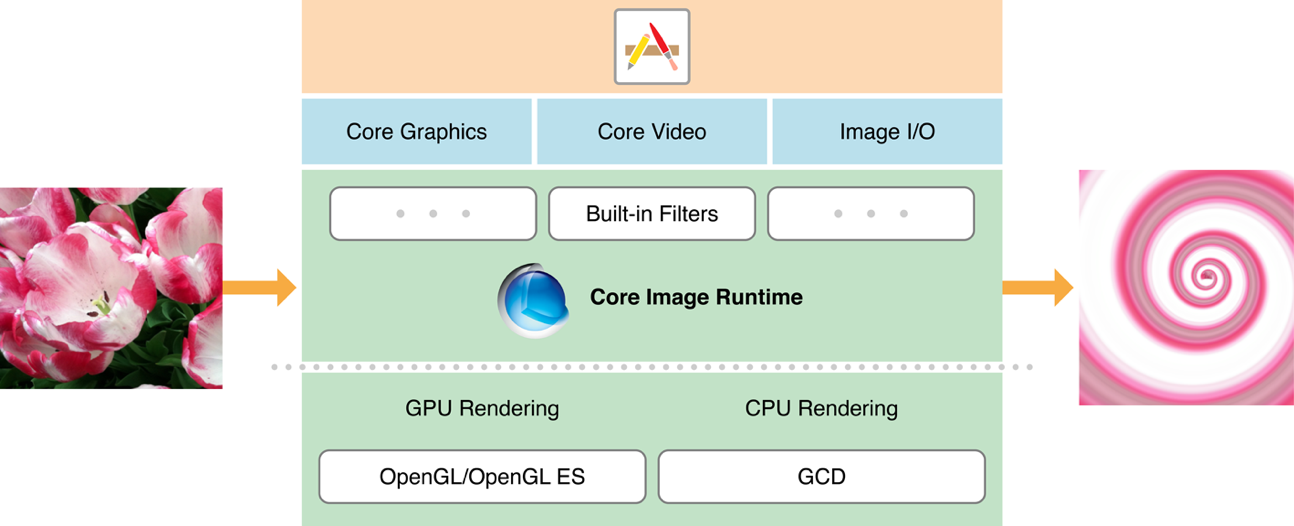 Core Graphics
Core Video
Image I/O
Built-in Filters
Core Image Runtime
GPU Rendering
CPU Rendering
OpenGL/OpenGL ES
GCD